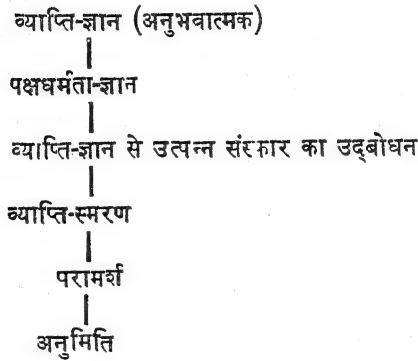 व्याप्ति-ज्ञान (अनुभवात्मक)
पक्षधर्मता-ज्ञान
व्याप्ति-ज्ञान से उत्पन्न संस्कार का उद्‌बोधन
व्याप्ति-स्मरण
परामर्श
अनुमिति